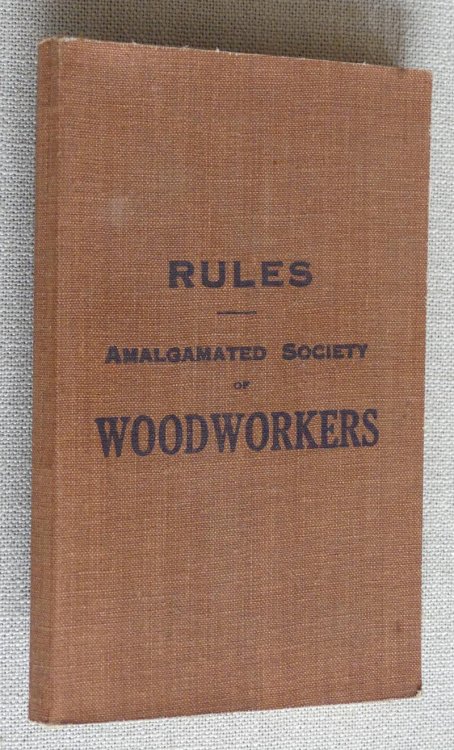 RULES
AMALGAMATED SOCIETY
OF
WOODWORKERS